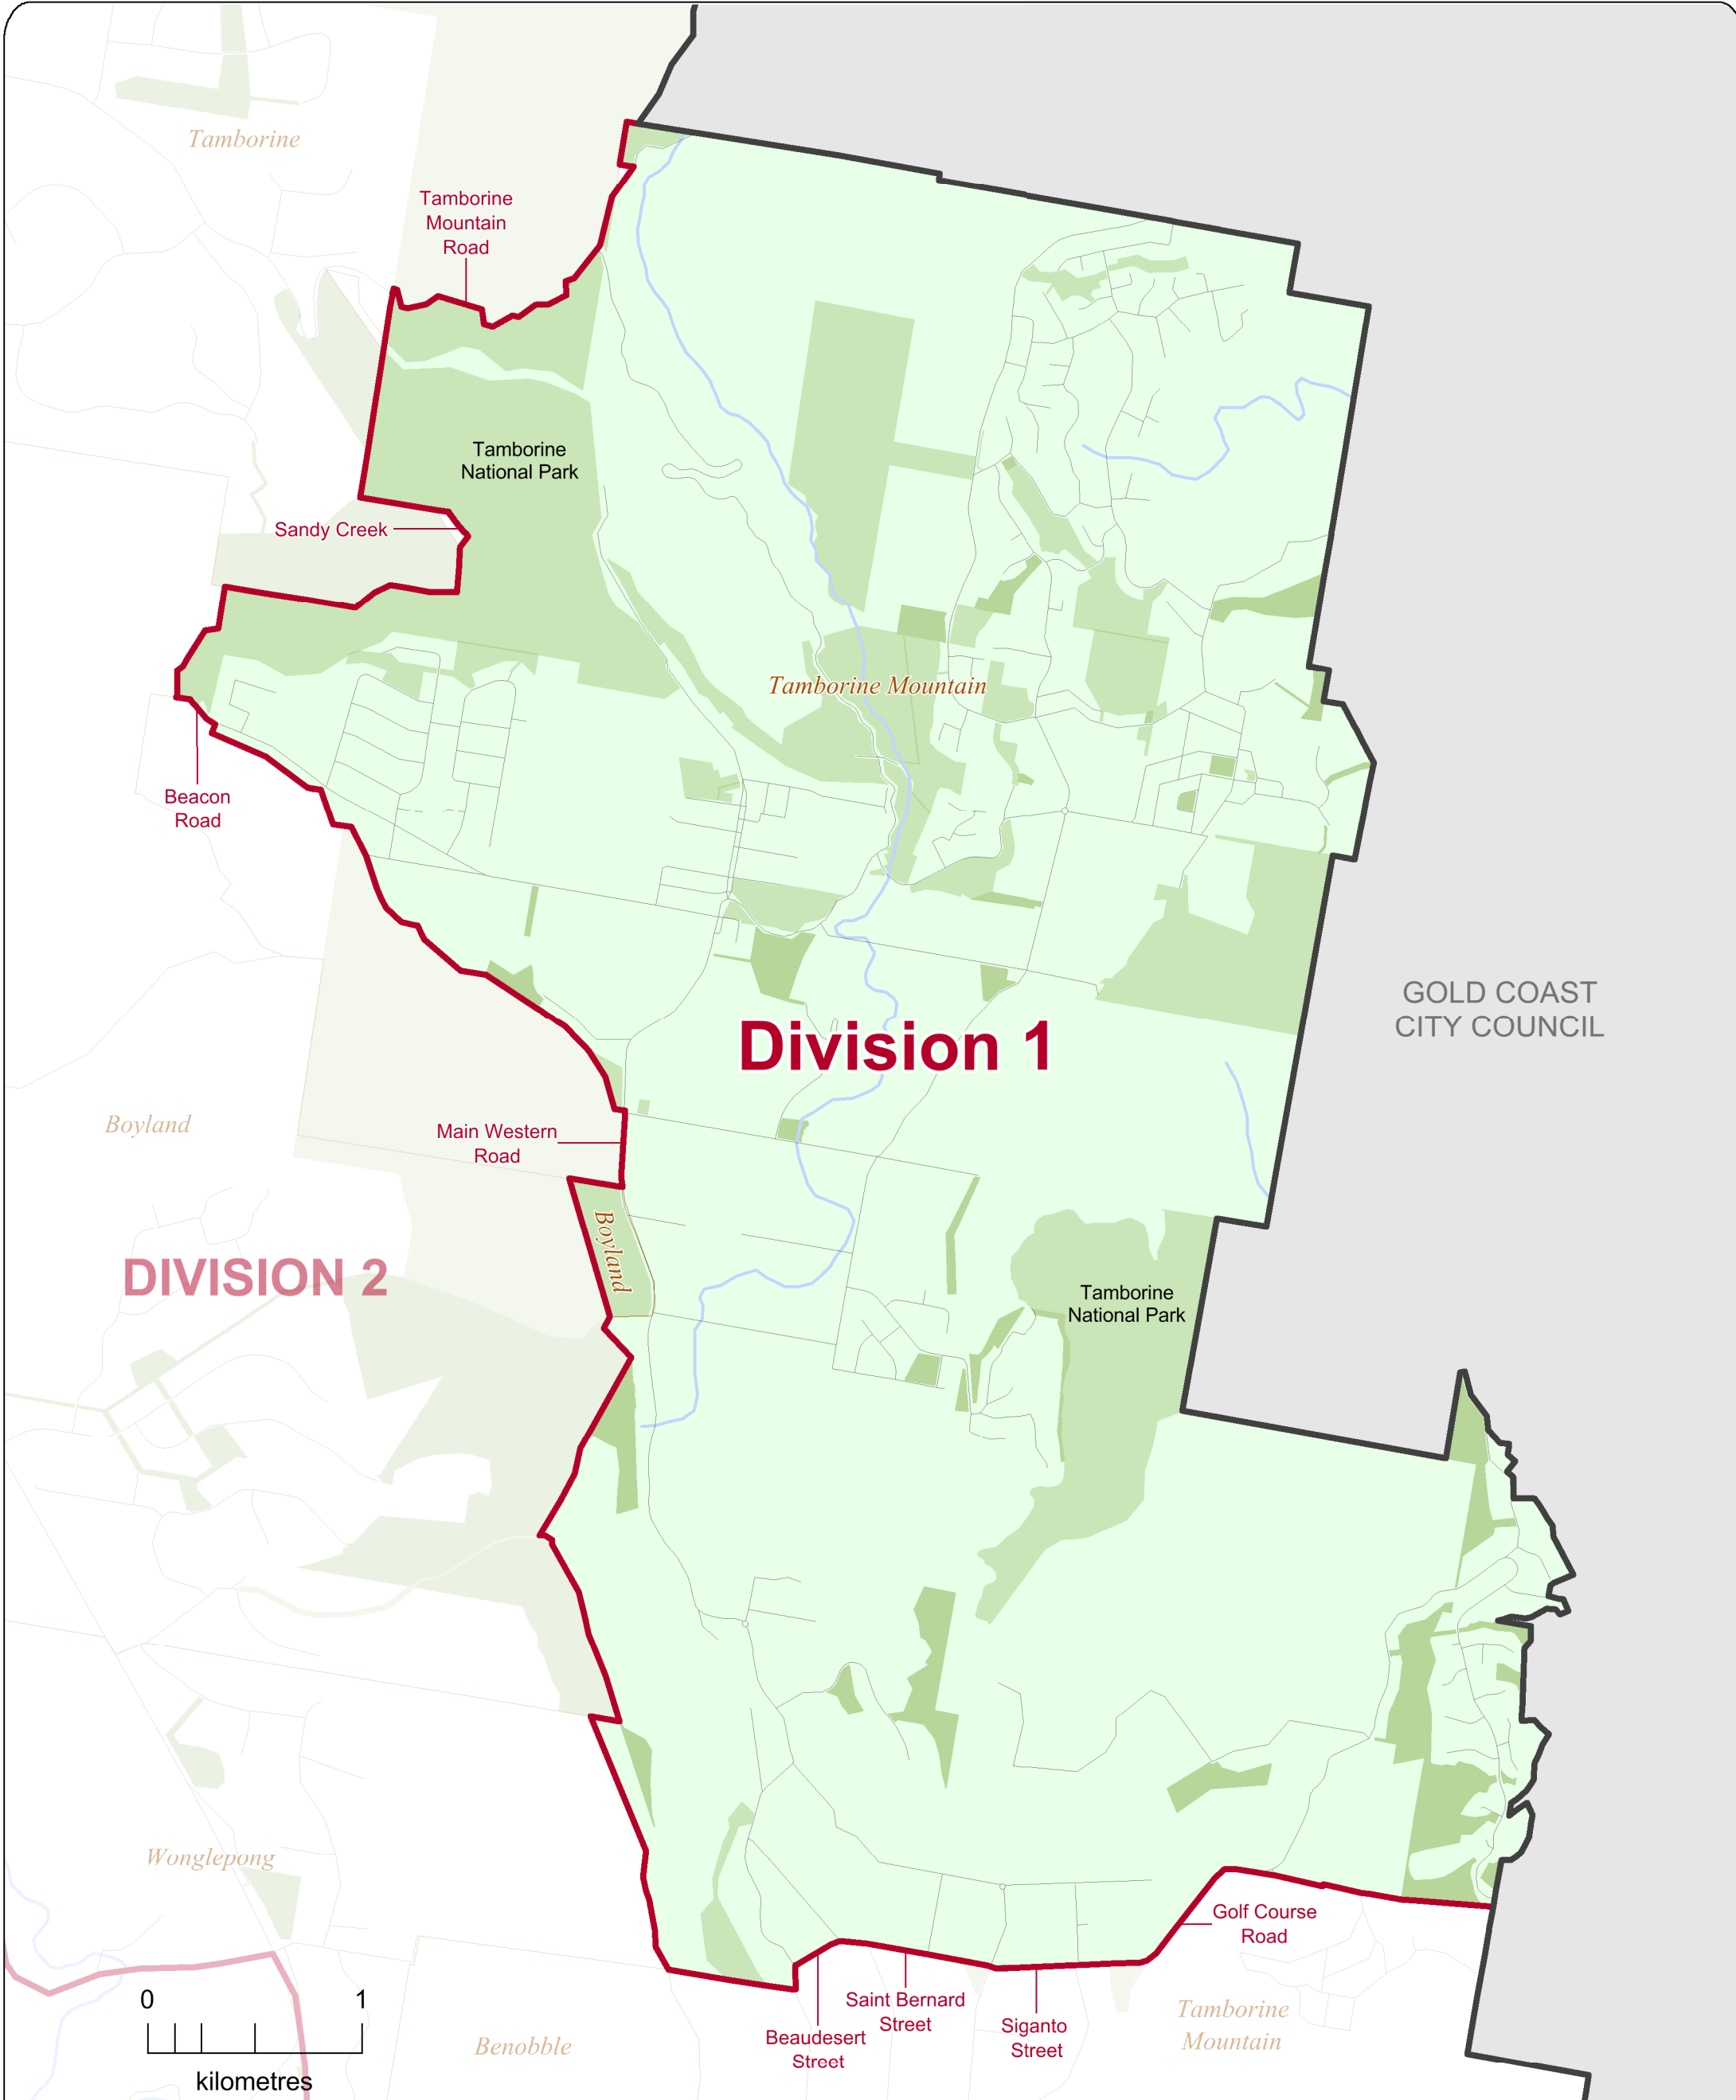 Tamborine
Tamborine
Mountain
Road
Tamborine
National Park
Sandy Creek
Tamborine Mountain
Beacon
Road
GOLD COAST
CITY COUNCIL
Division 1
Boyland
Main Western
Road
Boyland
DIVISION 2
Tamborine
National Park
Wonglepong
Golf Course
Road
Saint Bernard
Street
Siganto
Street
Beaudesert
Street
Tamborine
Mountain
Benobble
0 1
kilometres